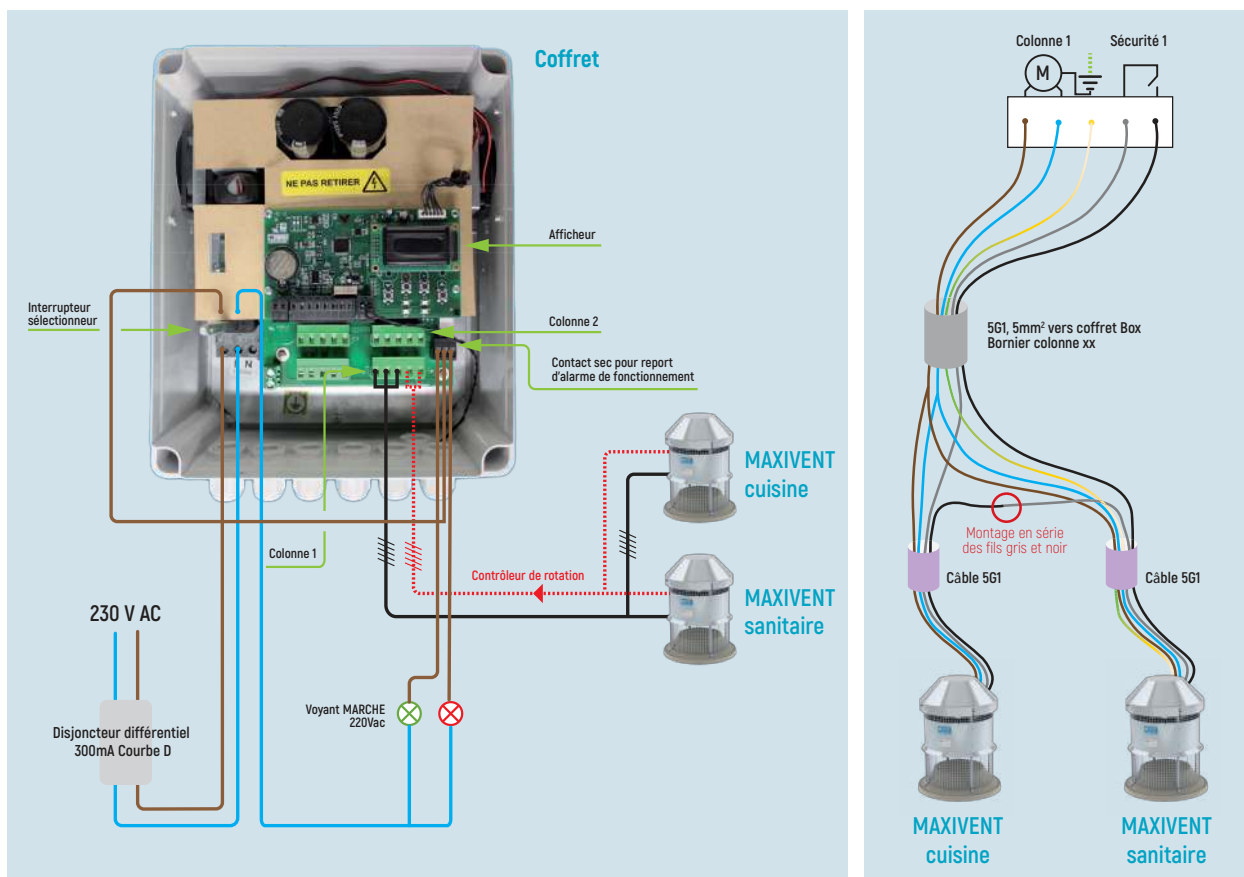 Coffret
NE PAS RETIRER
Afficheur
Interrupteur
sélectionneur
Colonne 2
Contact sec pour report
d'alarme de fonctionnement
N
MAXIVENT
cuisine
Colonne 1
Contrôleur de rotation
MAXIVENT
sanitaire
230 V AC
Voyant MARCHE
220Vac
Disjoncteur différentiel
300mA Courbe D
Colonne 1
Sécurité 1
M
5G1, 5mm² vers coffret Box
Bornier colonne xx
Montage en série
des fils gris et noir
Câble 5G1
Câble 5G1
MAXIVENT
cuisine
MAXIVENT
sanitaire